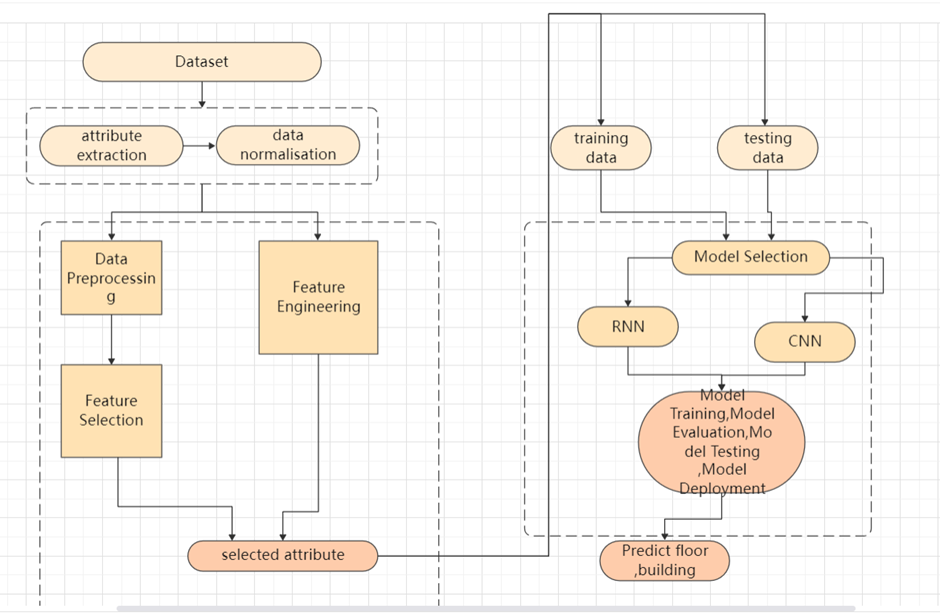 Dataset
attribute
extraction
data
normalisation
Data
Preprocessin
g
Feature
Engineering
Feature
Selection
selected attribute
training
data
testing
data
Model Selection
RNN
CNN
Model
Training,Model
Evaluation,Mo
del Testing
,Model
Deployment
Predict floor
,building